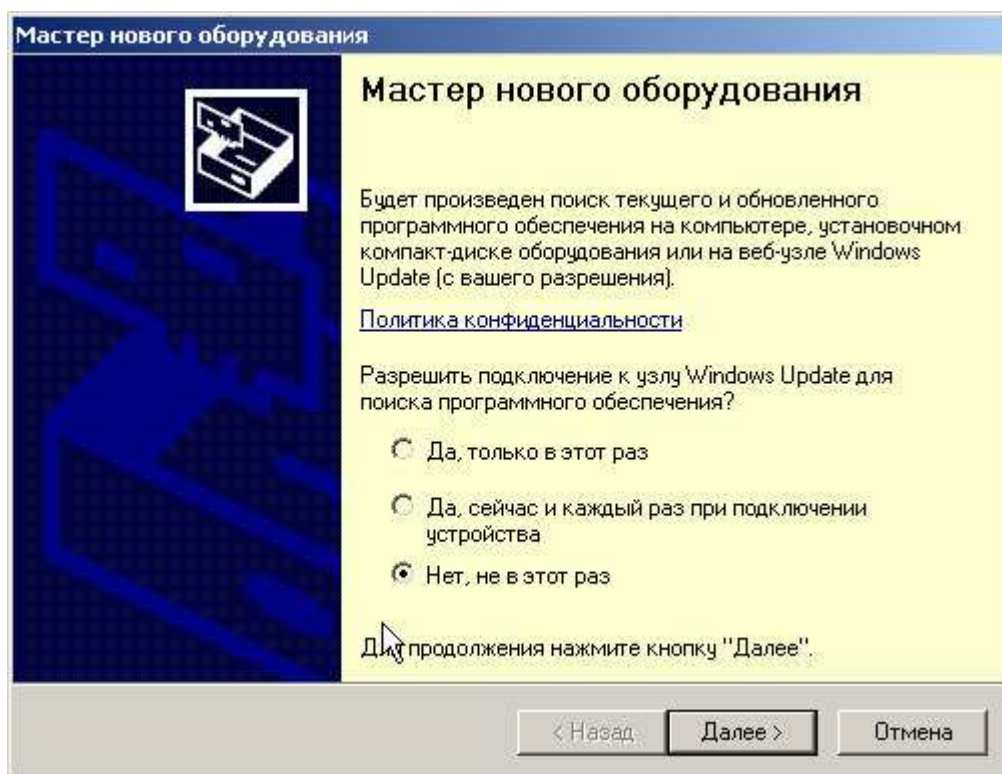 Мастер нового оборудования
Мастер нового оборудования
Будет произведен поиск текущего и обновленного
программного обеспечения на компьютере, установочном
компакт-диске оборудования или на веб-узле Windows
Update (с вашего разрешения).
Политика конфиденциальности
Разрешить подключение к узлу Windows Update для
поиска программного обеспечения?
Да, только в этот раз
Да, сейчас и каждый раз при подключении
устройства
Нет, не в этот раз
Для продолжения нажмите кнопку "Далее".
< Назад
Далее >
Отмена